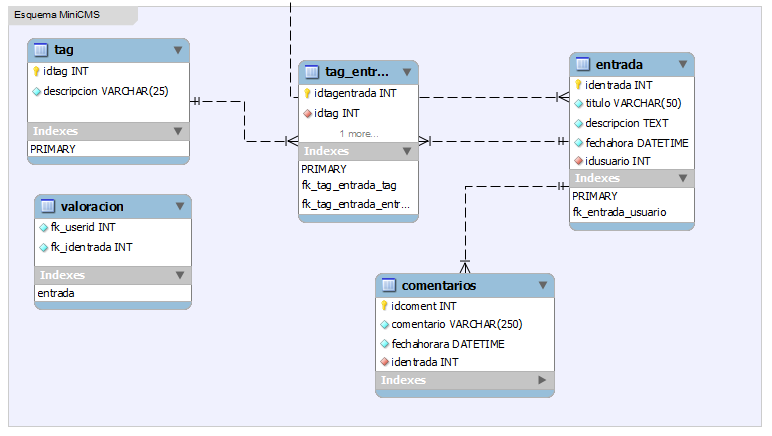 Esquema MiniCMS
tag
idtag INT
descripcion VARCHAR(25)
Indexes
PRIMARY
valoracion
fk_userid INT
fk_identrada INT
Indexes
entrada
tag_entr...
idtagentrada INT
idtag INT
1 more...
Indexes
PRIMARY
fk_tag_entrada_tag
fk_tag_entrada_entr...
entrada
identrada INT
titulo VARCHAR(50)
descripcion TEXT
fechahora DATETIME
idusuario INT
Indexes
PRIMARY
fk_entrada_usuario
comentarios
idcoment INT
comentario VARCHAR(250)
fechahorara DATETIME
identrada INT
Indexes